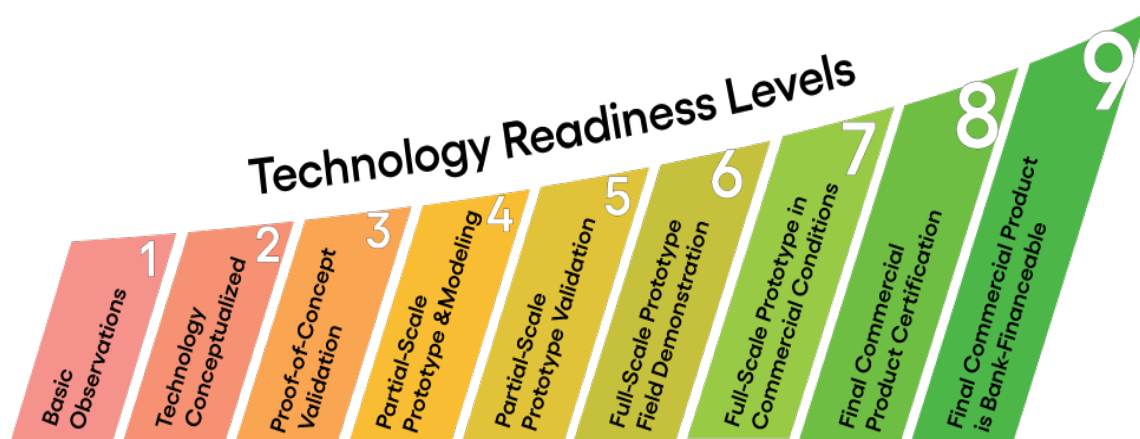 Technology Readiness Levels
1
Basic
Observations
2
Technology
Conceptualized
3
Proof-of-Concept
Validation
4
Partial-Scale
Prototype &Modeling
5
Partial-Scale
Prototype Validation
6
Full-Scale Prototype
Field Demonstration
7
Full-Scale Prototype in
Commercial Conditions
8
Final Commercial
Product Certification
9
Final Commercial Product
is Bank-Financeable